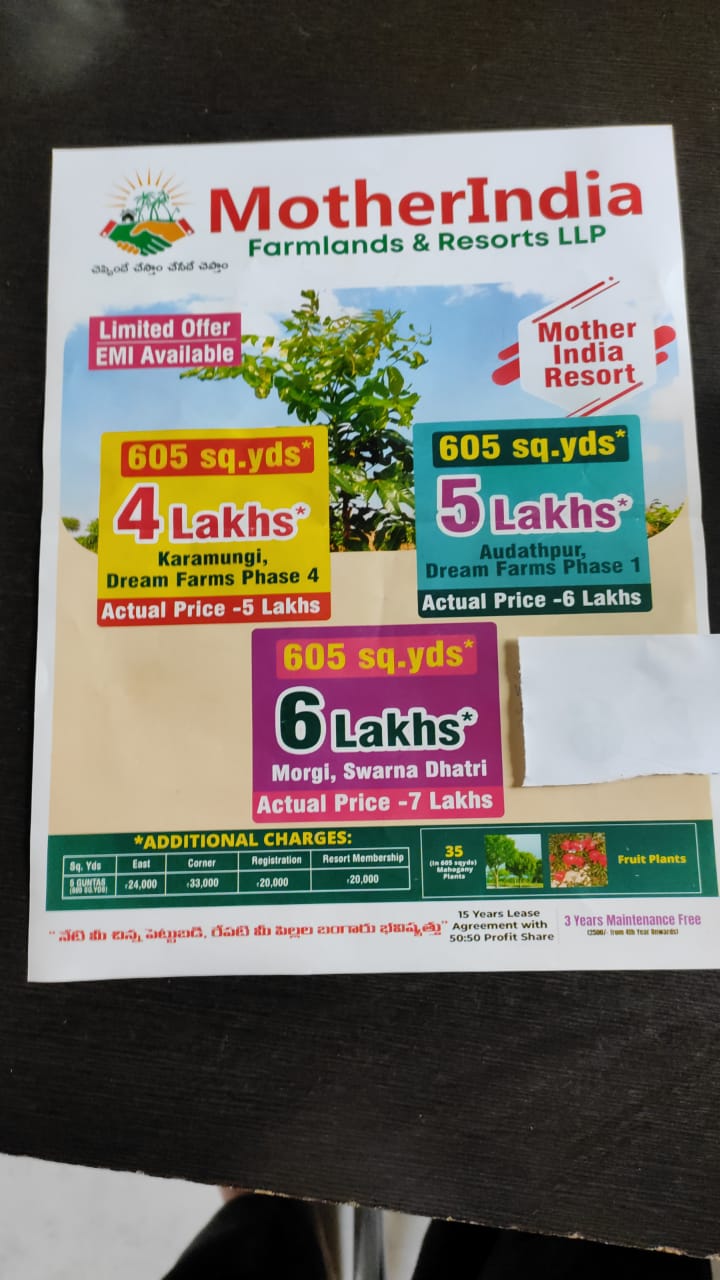 MotherIndia
Farmlands & Resorts LLP
చెప్పిందే చేస్తాం చేసేదే చెప్తాం
Limited Offer
EMI Available
Mother
India
Resort
605 sq.yds*
4 Lakhs*
Karamungi,
Dream Farms Phase 4
Actual Price -5 Lakhs
605 sq.yds*
5 Lakhs*
Audathpur,
Dream Farms Phase 1
Actual Price -6 Lakhs
605 sq.yds*
6 Lakhs*
Morgi, Swarna Dhatri
Actual Price -7 Lakhs
*ADDITIONAL CHARGES:
Sq. Yds East Corner Registration Resort Membership
5 GUNTAS ₹24,000 ₹33,000 ₹20,000 ₹20,000
(605 SQ.YDS)
35
(in 605 sqyds)
Mahogany
Plants
Fruit Plants
"నేటి మీ చిన్న పెట్టుబడి, రేపటి మీ పిల్లల బంగారు భవిష్యత్తు"
15 Years Lease
Agreement with
50:50 Profit Share
3 Years Maintenance Free
(2500/- from 4th Year Onwards)